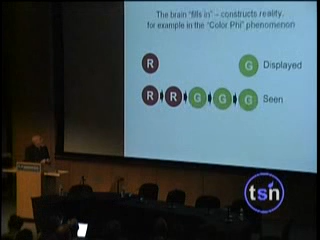 The brain "fills in" – constructs reality,
for example in the "Color Phi" phenomenon
R G Displayed
R R G G G Seen
tsn